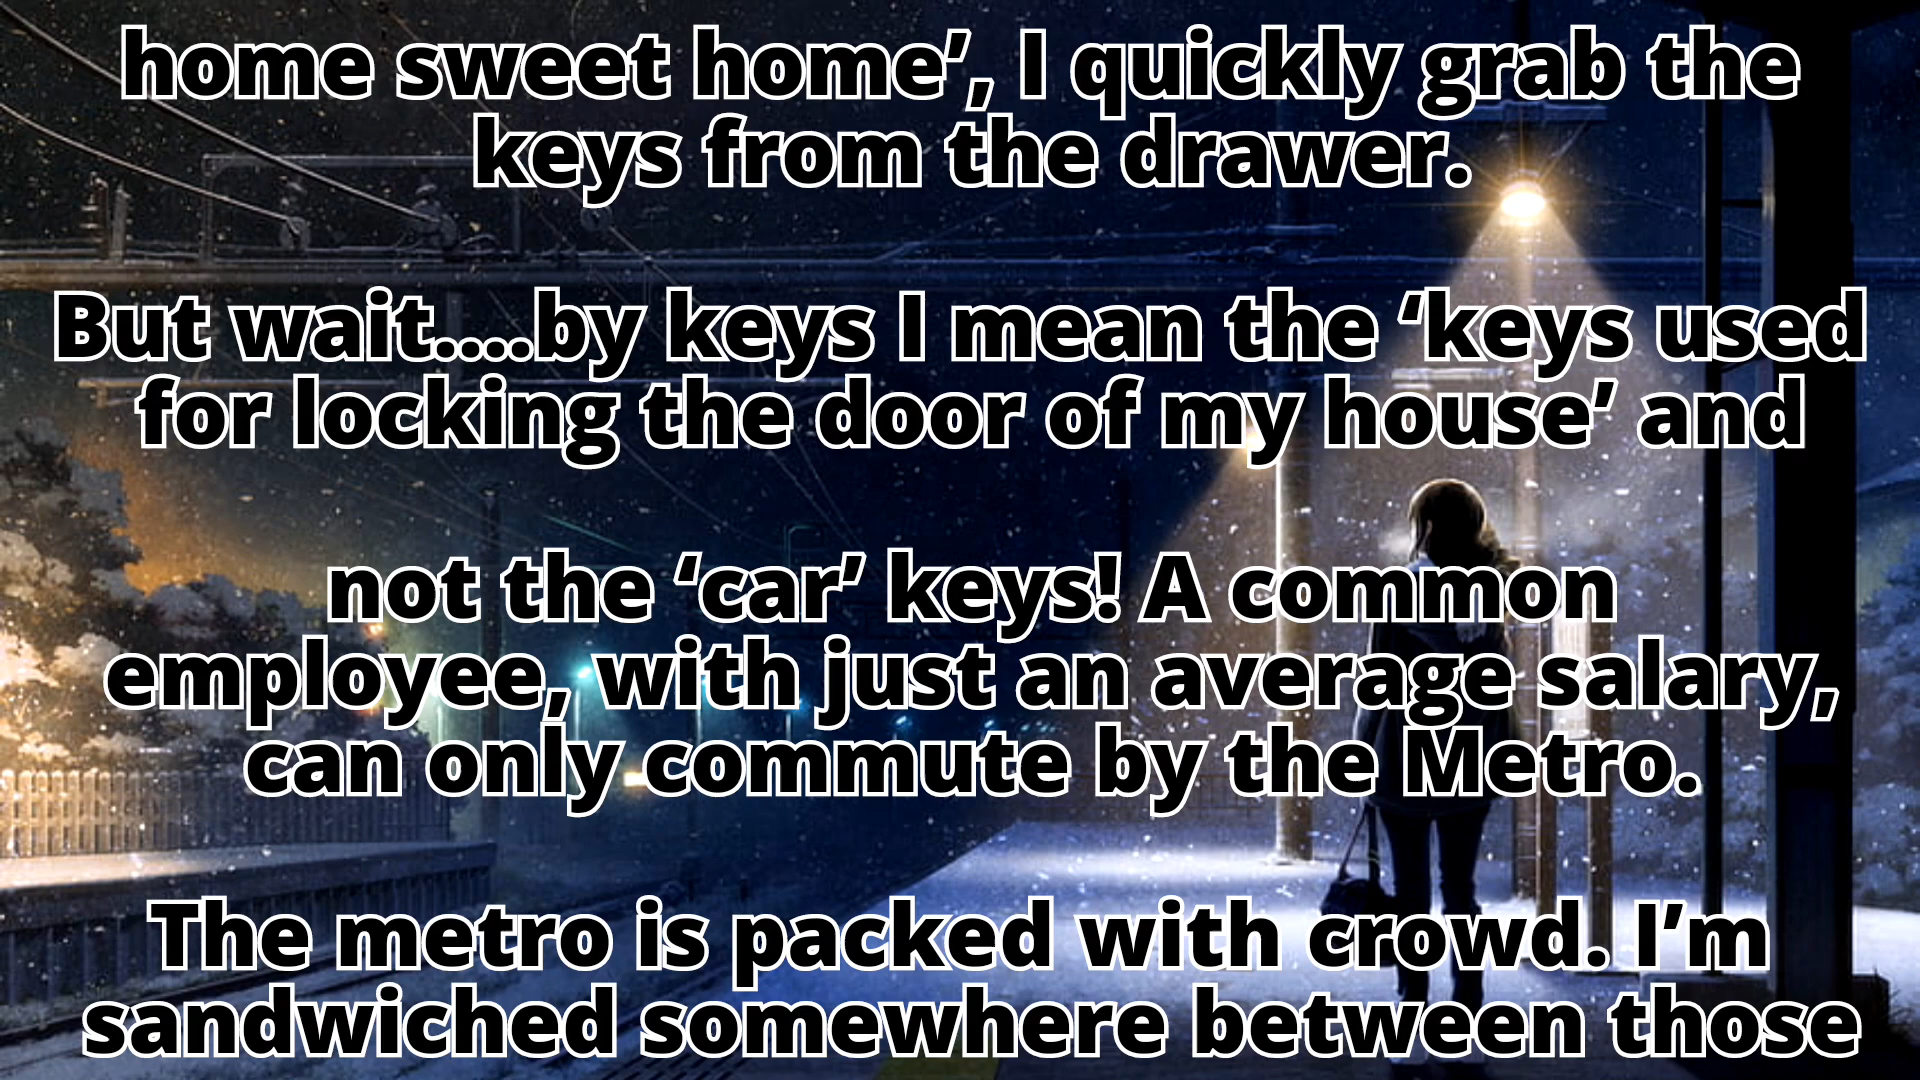 home sweet home’, I quickly grab the
keys from the drawer.
But wait....by keys I mean the ‘keys used
for locking the door of my house’ and
not the ‘car’ keys! A common
employee, with just an average salary,
can only commute by the Metro.
The metro is packed with crowd. I’m
sandwiched somewhere between those